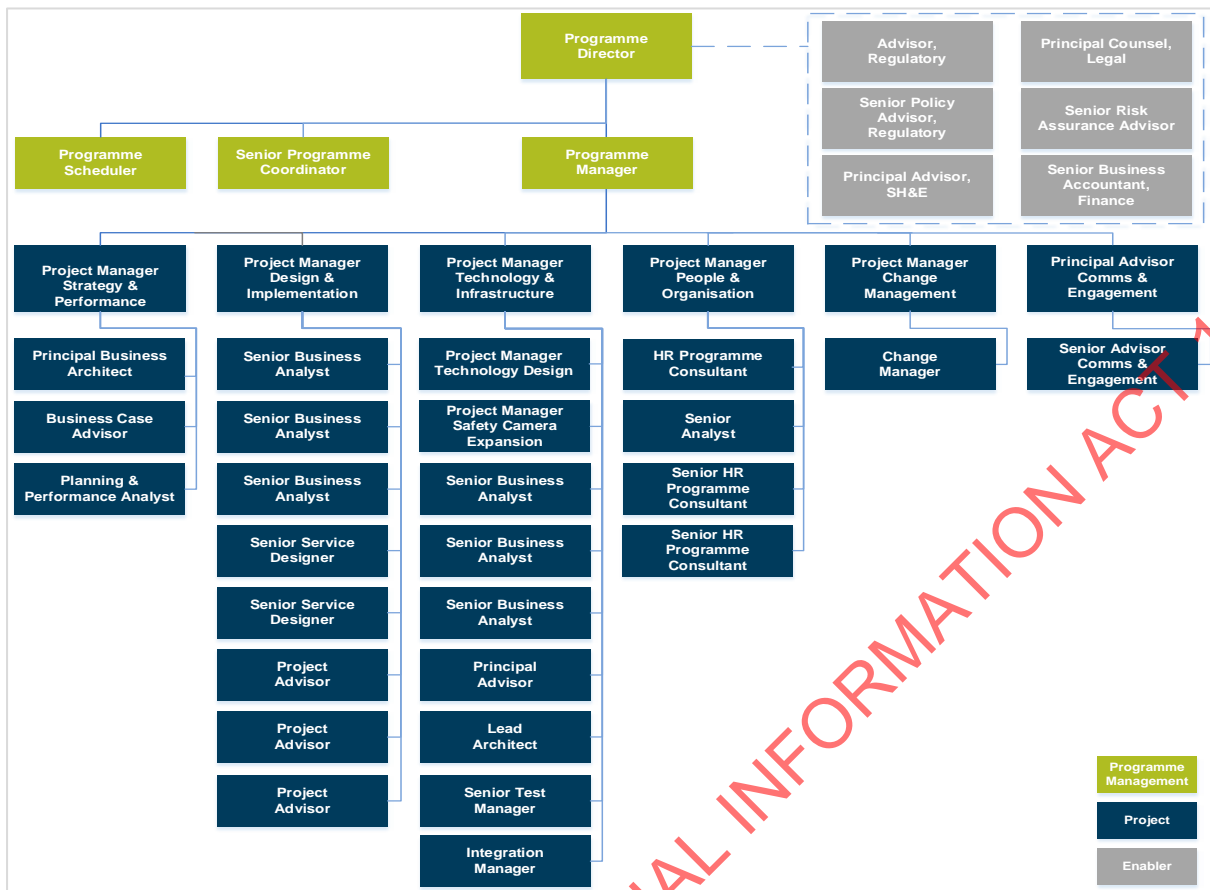 Programme
Director
Advisor,
Regulatory
Principal Counsel,
Legal
Senior Policy
Advisor,
Regulatory
Senior Risk
Assurance Advisor
Principal Advisor,
SH&E
Senior Business
Accountant,
Finance
Programme
Scheduler
Senior Programme
Coordinator
Programme
Manager
Project Manager
Strategy &
Performance
Project Manager
Design &
Implementation
Project Manager
Technology &
Infrastructure
Project Manager
People &
Organisation
Project Manager
Change
Management
Principal Advisor
Comms &
Engagement
Principal Business
Architect
Business Case
Advisor
Planning &
Performance Analyst
Senior Business
Analyst
Senior Business
Analyst
Senior Business
Analyst
Senior Service
Designer
Senior Service
Designer
Project
Advisor
Project
Advisor
Project
Advisor
Project Manager
Technology Design
Project Manager
Safety Camera
Expansion
Senior Business
Analyst
Senior Business
Analyst
Senior Business
Analyst
Principal
Advisor
Lead
Architect
Senior Test
Manager
Integration
Manager
HR Programme
Consultant
Senior
Analyst
Senior HR
Programme
Consultant
Senior HR
Programme
Consultant
Change
Manager
Senior Advisor
Comms &
Engagement
Programme
Management
Project
Enabler
INFORMATION ACT